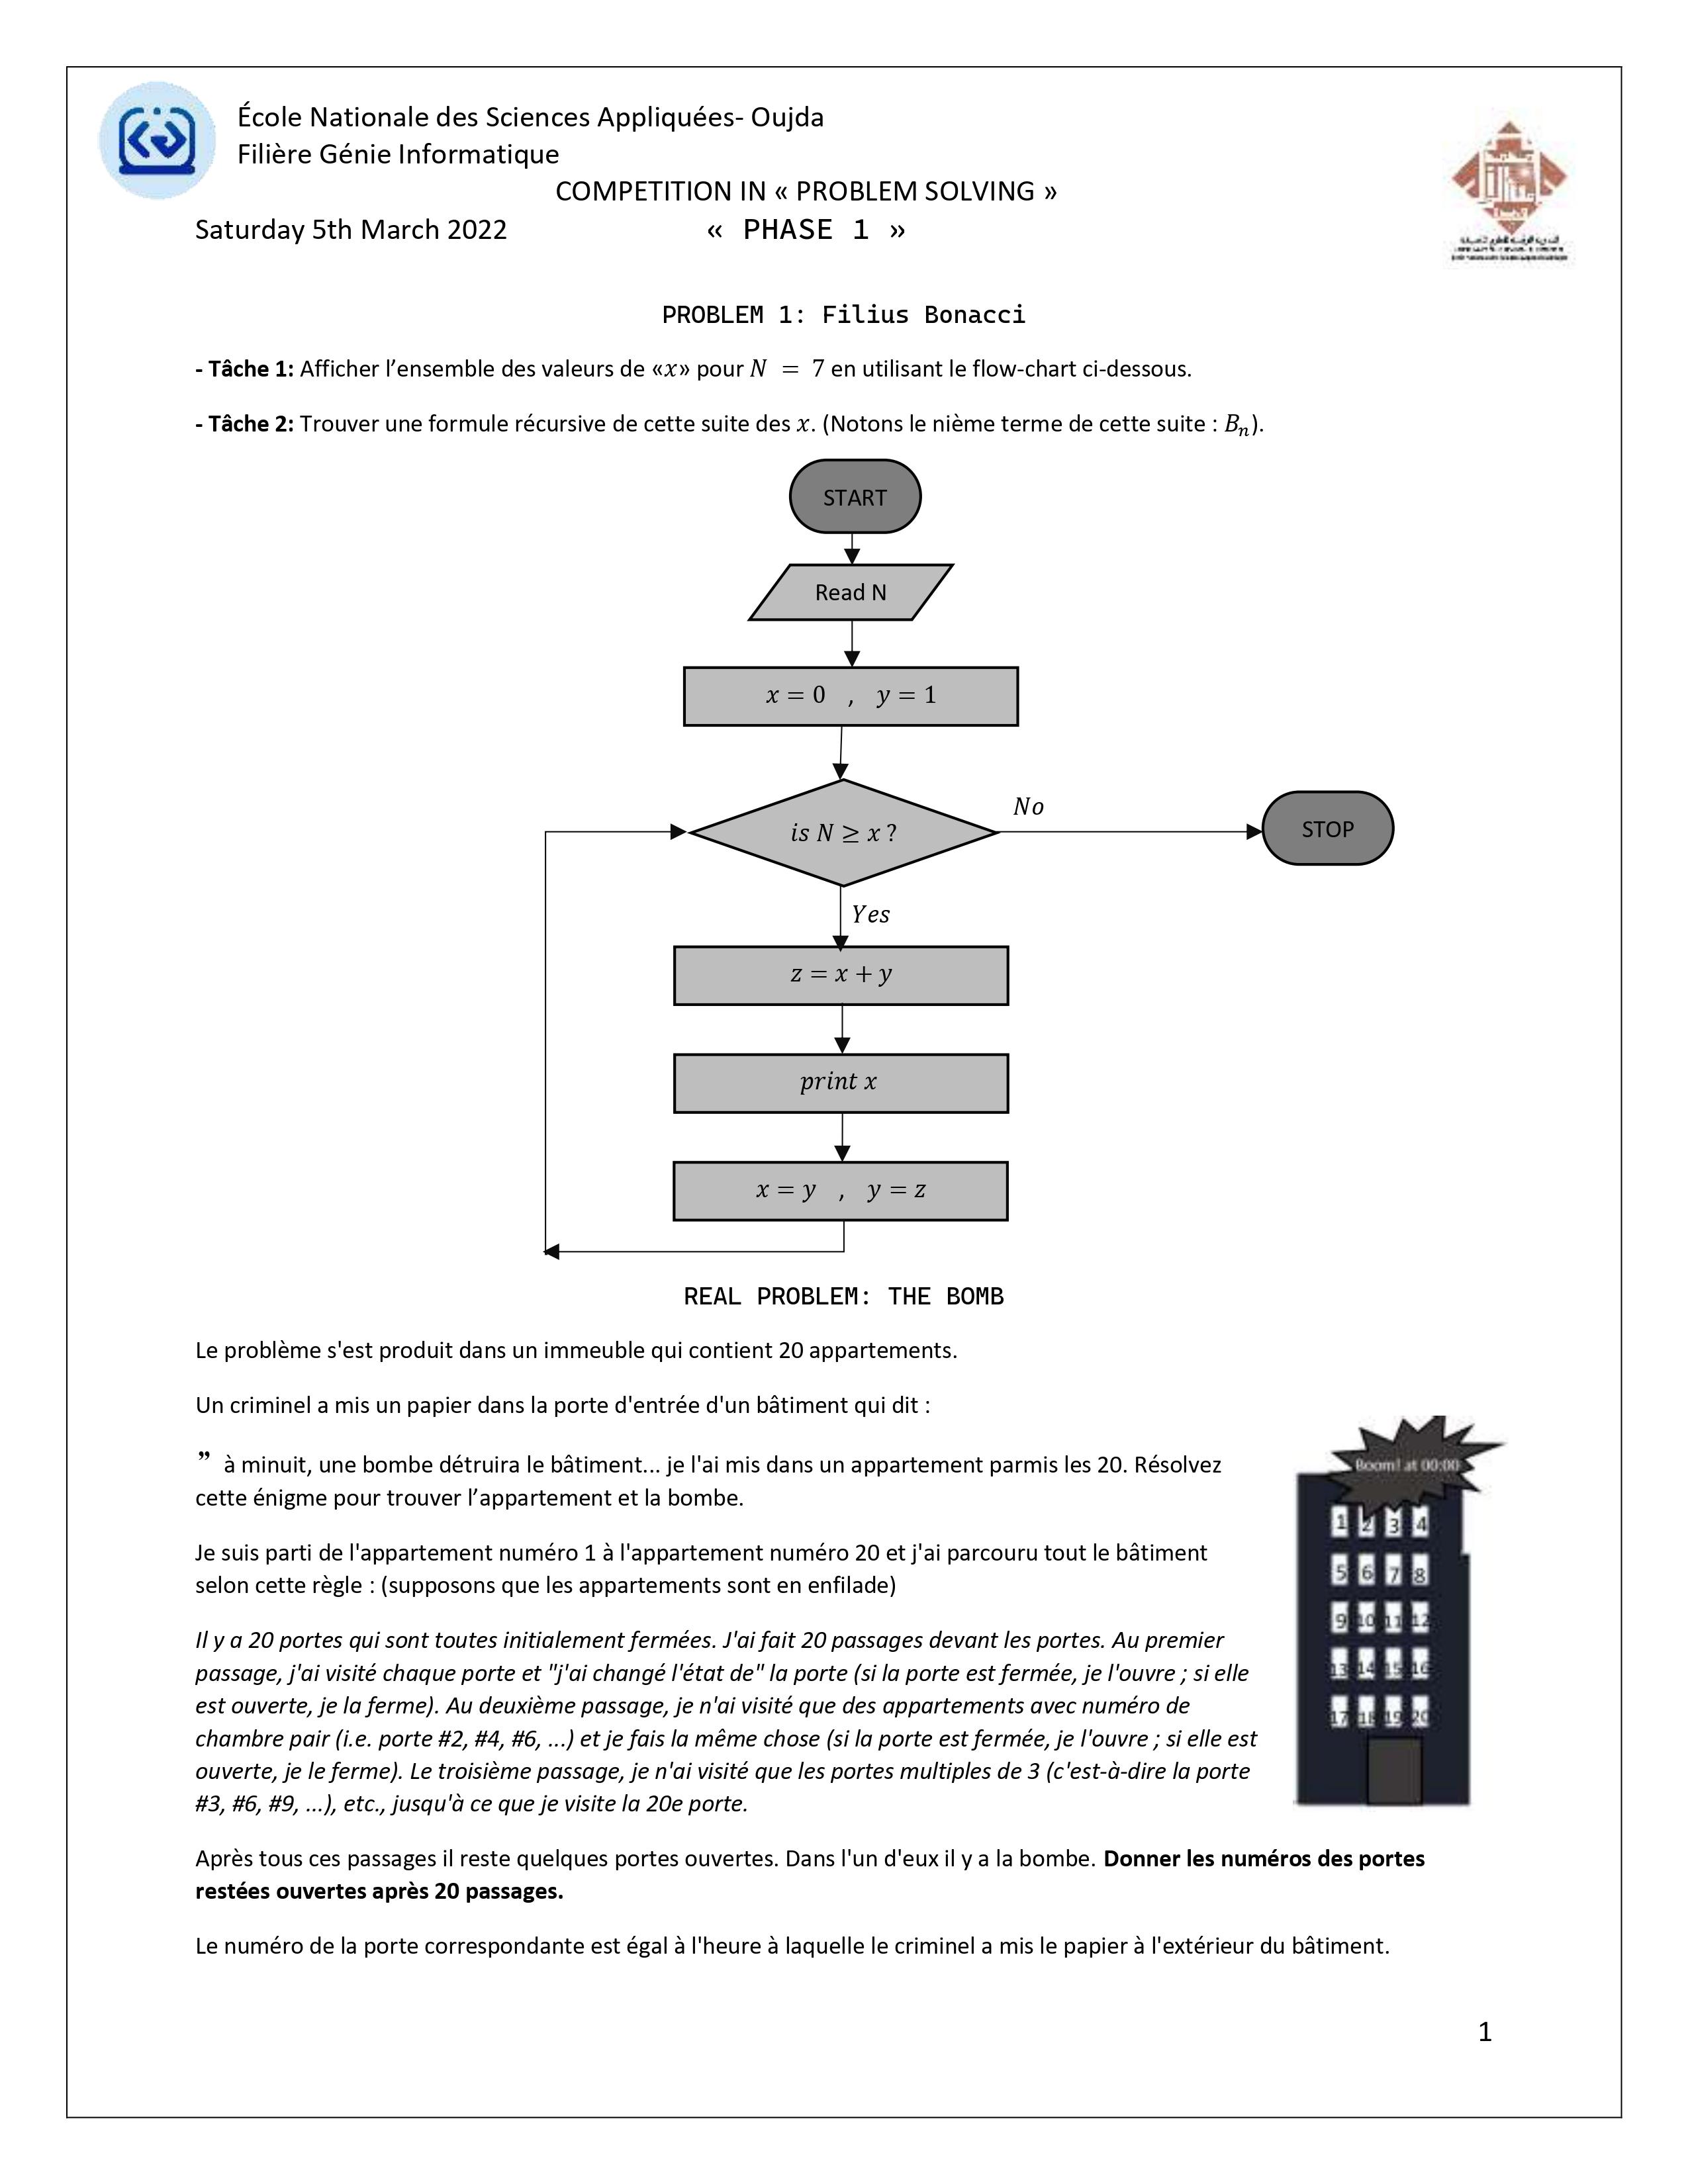 École Nationale des Sciences Appliquées- Oujda
Filière Génie Informatique
COMPETITION IN « PROBLEM SOLVING »
Saturday 5th March 2022 « PHASE 1 »
PROBLEM 1: Filius Bonacci
- Tâche 1: Afficher l’ensemble des valeurs de «x» pour N = 7 en utilisant le flow-chart ci-dessous.
- Tâche 2: Trouver une formule récursive de cette suite des x. (Notons le nième terme de cette suite : Bₙ).
START
Read N
x = 0 , y = 1
is N ≥ x ?
No
STOP
Yes
z = x + y
print x
x = y , y = z
REAL PROBLEM: THE BOMB
Le problème s'est produit dans un immeuble qui contient 20 appartements.
Un criminel a mis un papier dans la porte d'entrée d'un bâtiment qui dit :
” à minuit, une bombe détruira le bâtiment... je l'ai mis dans un appartement parmis les 20. Résolvez
cette énigme pour trouver l’appartement et la bombe.
Je suis parti de l'appartement numéro 1 à l'appartement numéro 20 et j'ai parcouru tout le bâtiment
selon cette règle : (supposons que les appartements sont en enfilade)
Il y a 20 portes qui sont toutes initialement fermées. J'ai fait 20 passages devant les portes. Au premier
passage, j'ai visité chaque porte et "j'ai changé l'état de" la porte (si la porte est fermée, je l'ouvre ; si elle
est ouverte, je la ferme). Au deuxième passage, je n'ai visité que des appartements avec numéro de
chambre pair (i.e. porte #2, #4, #6, ...) et je fais la même chose (si la porte est fermée, je l'ouvre ; si elle est
ouverte, je le ferme). Le troisième passage, je n'ai visité que les portes multiples de 3 (c'est-à-dire la porte
#3, #6, #9, ...), etc., jusqu'à ce que je visite la 20e porte.
Boom! at 00:00
1 2 3 4
5 6 7 8
9 10 11 12
13 14 15 16
17 18 19 20
Après tous ces passages il reste quelques portes ouvertes. Dans l'un d'eux il y a la bombe. Donner les numéros des portes
restées ouvertes après 20 passages.
Le numéro de la porte correspondante est égal à l'heure à laquelle le criminel a mis le papier à l'extérieur du bâtiment.
1